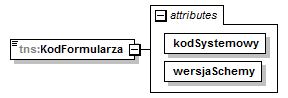 attributes
kodSystemowy
tns:KodFormularza
wersjaSchemy